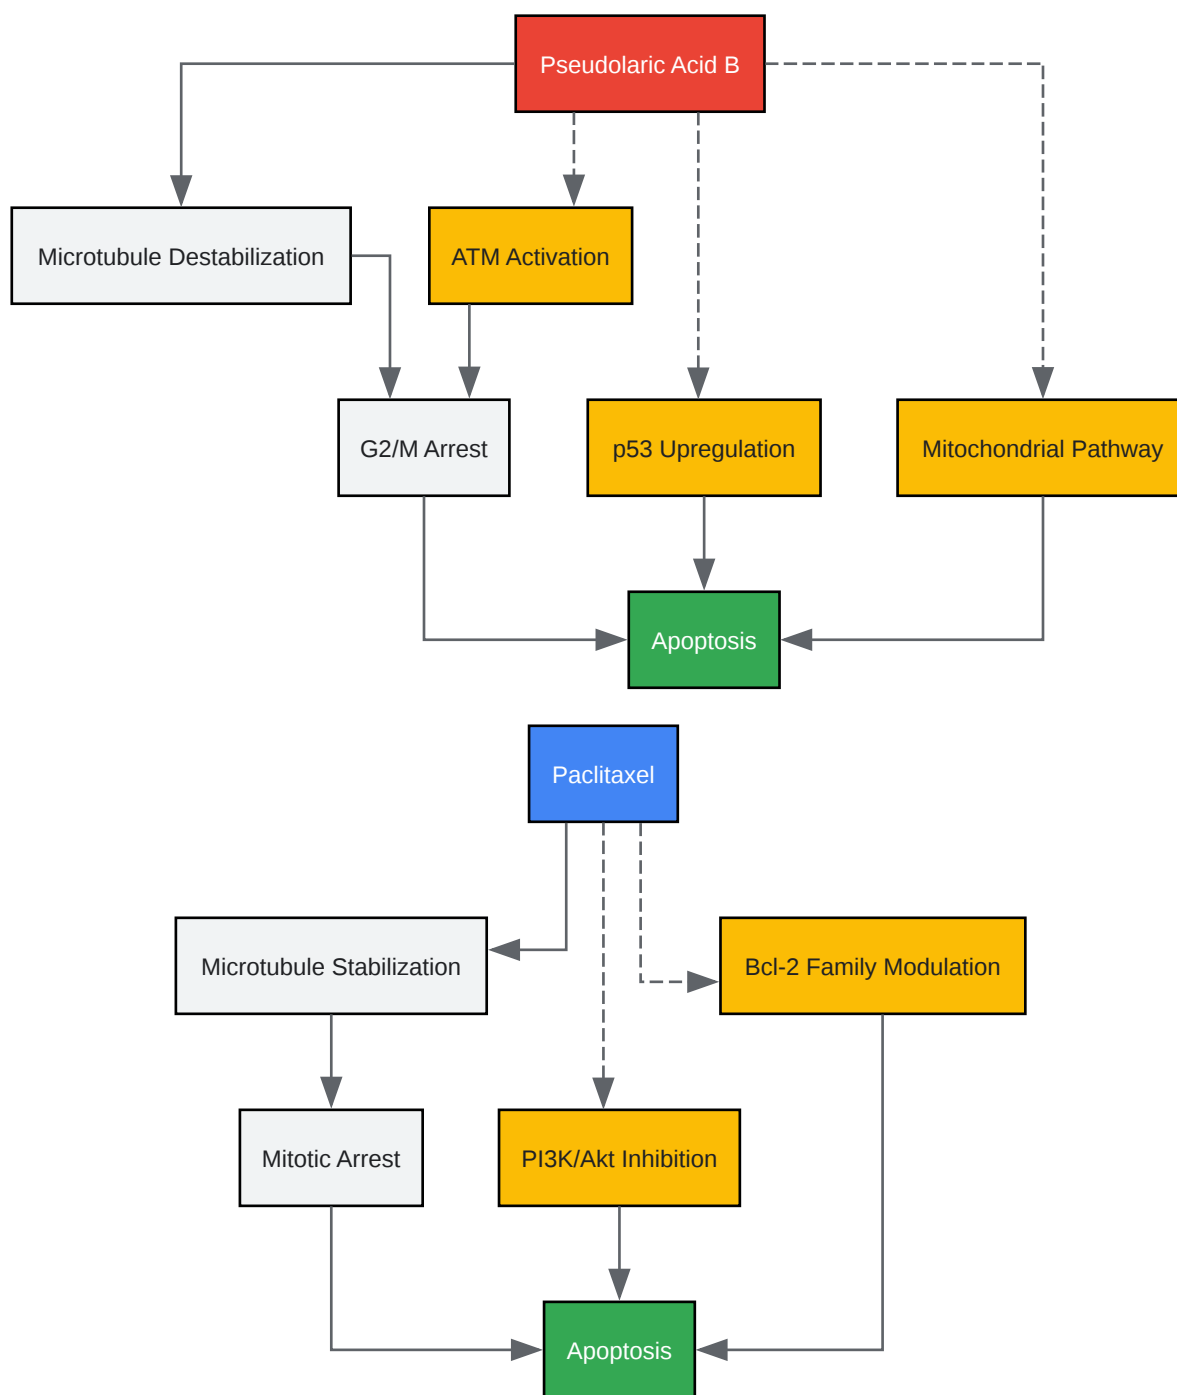 Pseudolaric Acid B
Microtubule Destabilization
ATM Activation
G2/M Arrest
p53 Upregulation
Mitochondrial Pathway
Apoptosis
Paclitaxel
Microtubule Stabilization
Bcl-2 Family Modulation
Mitotic Arrest
PI3K/Akt Inhibition
Apoptosis